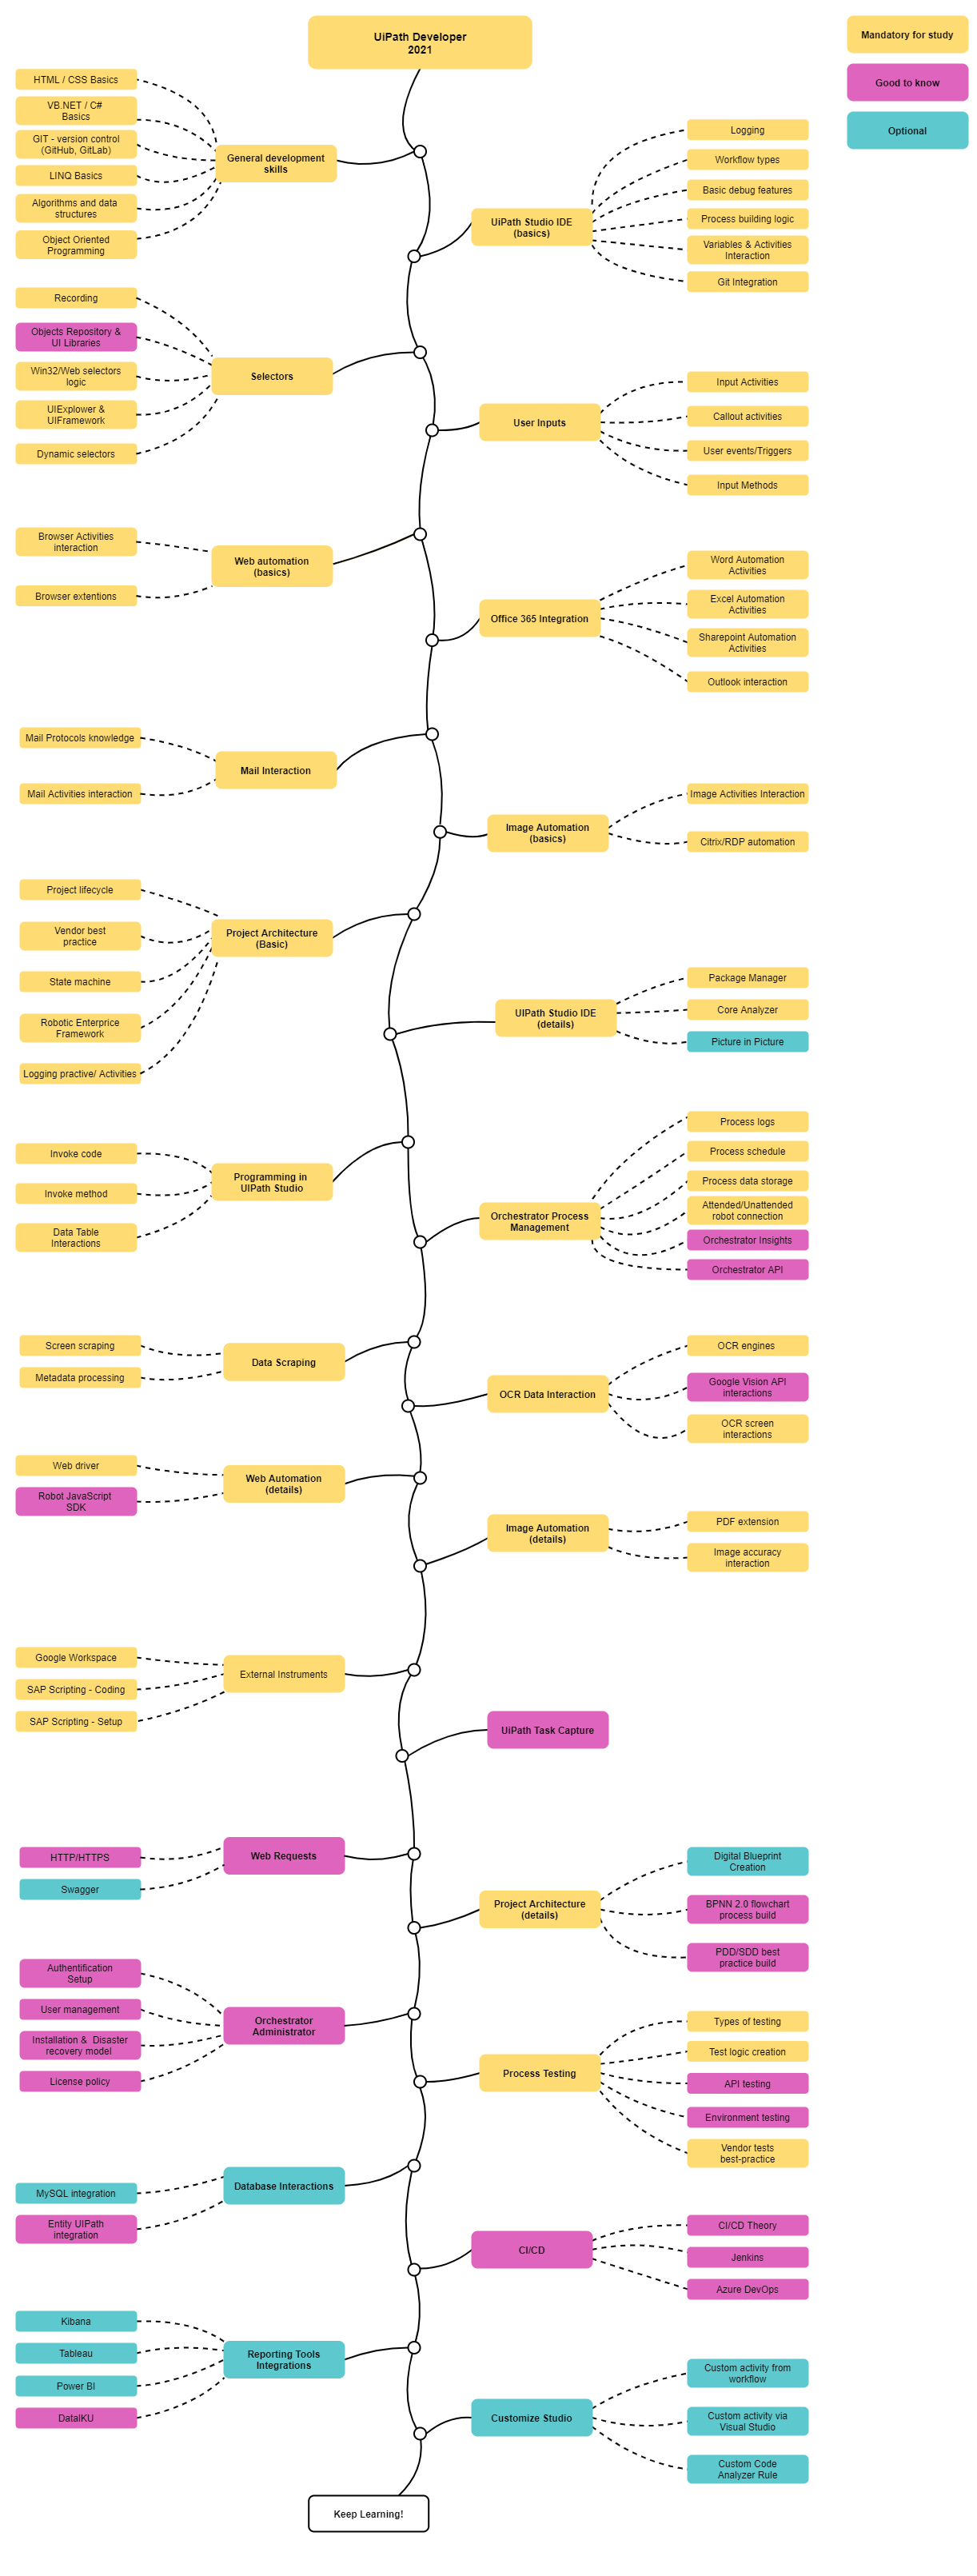 UiPath Developer
2021
Mandatory for study
Good to know
Optional
HTML / CSS Basics
VB.NET / C#
Basics
GIT - version control
(GitHub, GitLab)
LINQ Basics
Algorithms and data
structures
Object Oriented
Programming
General development
skills
UiPath Studio IDE
(basics)
Logging
Workflow types
Basic debug features
Process building logic
Variables & Activities
Interaction
Git Integration
Recording
Objects Repository &
UI Libraries
Win32/Web selectors
logic
UIExplower &
UIFramework
Dynamic selectors
Selectors
User Inputs
Input Activities
Callout activities
User events/Triggers
Input Methods
Browser Activities
interaction
Browser extentions
Web automation
(basics)
Office 365 Integration
Word Automation
Activities
Excel Automation
Activities
Sharepoint Automation
Activities
Outlook interaction
Mail Protocols knowledge
Mail Activities interaction
Mail Interaction
Image Automation
(basics)
Image Activities Interaction
Citrix/RDP automation
Project lifecycle
Vendor best
practice
State machine
Robotic Enterprice
Framework
Logging practive/ Activities
Project Architecture
(Basic)
UIPath Studio IDE
(details)
Package Manager
Core Analyzer
Picture in Picture
Invoke code
Invoke method
Data Table
Interactions
Programming in
UIPath Studio
Orchestrator Process
Management
Process logs
Process schedule
Process data storage
Attended/Unattended
robot connection
Orchestrator Insights
Orchestrator API
Screen scraping
Metadata processing
Data Scraping
OCR Data Interaction
OCR engines
Google Vision API
interactions
OCR screen
interactions
Web driver
Robot JavaScript
SDK
Web Automation
(details)
Image Automation
(details)
PDF extension
Image accuracy
interaction
Google Workspace
SAP Scripting - Coding
SAP Scripting - Setup
External Instruments
UiPath Task Capture
HTTP/HTTPS
Swagger
Web Requests
Project Architecture
(details)
Digital Blueprint
Creation
BPNN 2.0 flowchart
process build
PDD/SDD best
practice build
Authentification
Setup
User management
Installation &  Disaster
recovery model
License policy
Orchestrator
Administrator
Process Testing
Types of testing
Test logic creation
API testing
Environment testing
Vendor tests
best-practice
MySQL integration
Entity UIPath
integration
Database Interactions
CI/CD
CI/CD Theory
Jenkins
Azure DevOps
Kibana
Tableau
Power BI
DataIKU
Reporting Tools
Integrations
Customize Studio
Custom activity from
workflow
Custom activity via
Visual Studio
Custom Code
Analyzer Rule
Keep Learning!